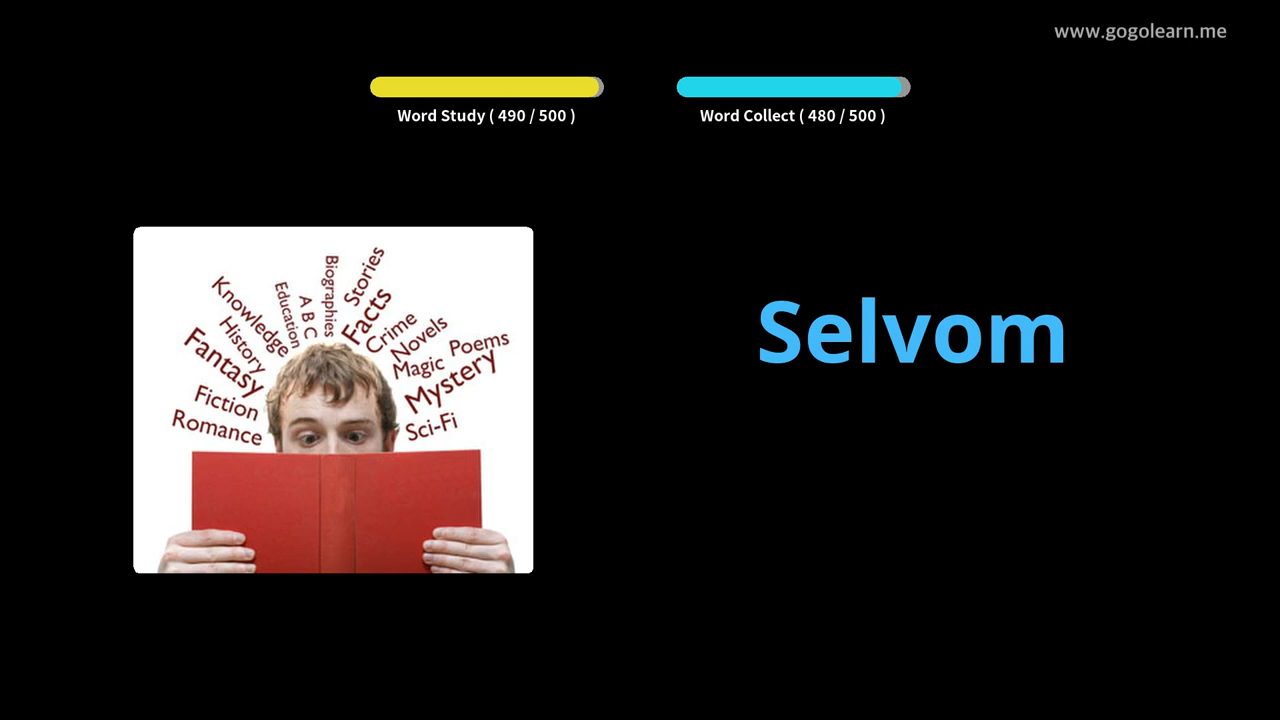 www.gogolearn.me
Word Study ( 490 / 500 )
Word Collect ( 480 / 500 )
Selvom
Biographies
Stories
Education
A B C
Facts
Knowledge
Crime
History
Novels
Fantasy
Magic
Poems
Mystery
Fiction
Romance
Sci-Fi